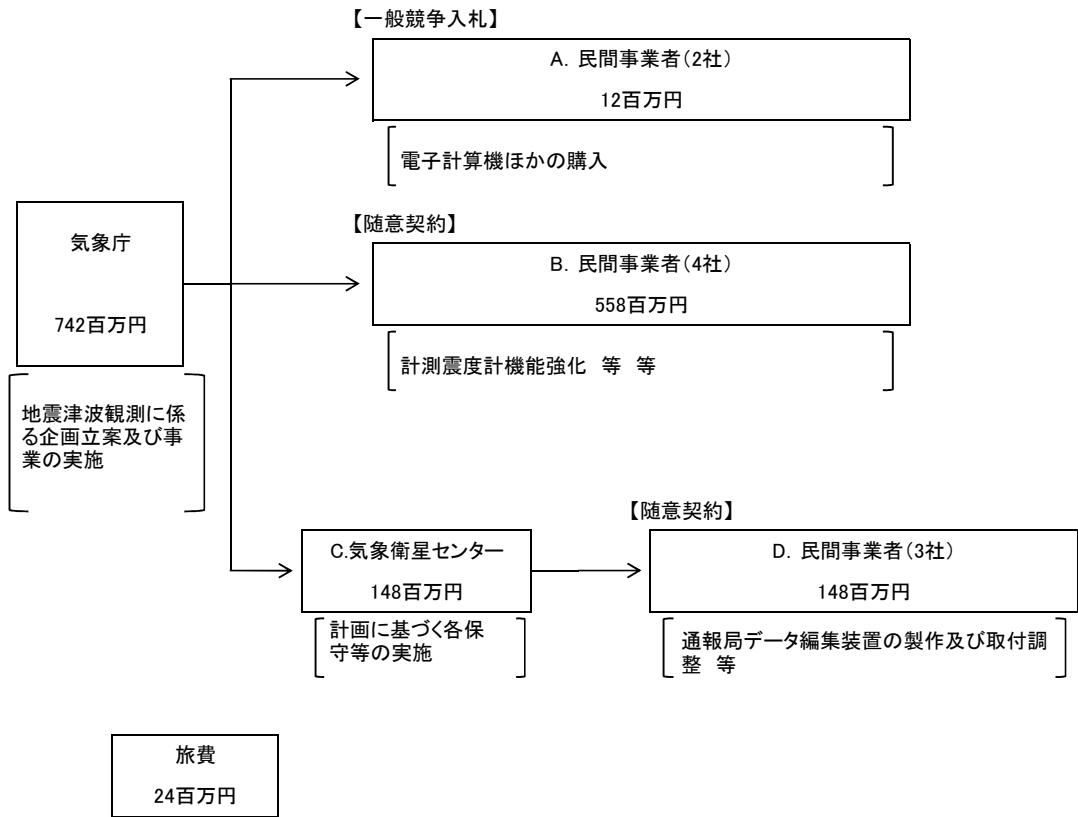 【一般競争入札】
A. 民間事業者(2社)
12百万円
電子計算機ほかの購入
気象庁
742百万円
地震津波観測に係
る企画立案及び事
業の実施
【随意契約】
B. 民間事業者(4社)
558百万円
計測震度計機能強化 等 等
C.気象衛星センター
148百万円
計画に基づく各保
守等の実施
【随意契約】
D. 民間事業者(3社)
148百万円
通報局データ編集装置の製作及び取付調
整 等
旅費
24百万円